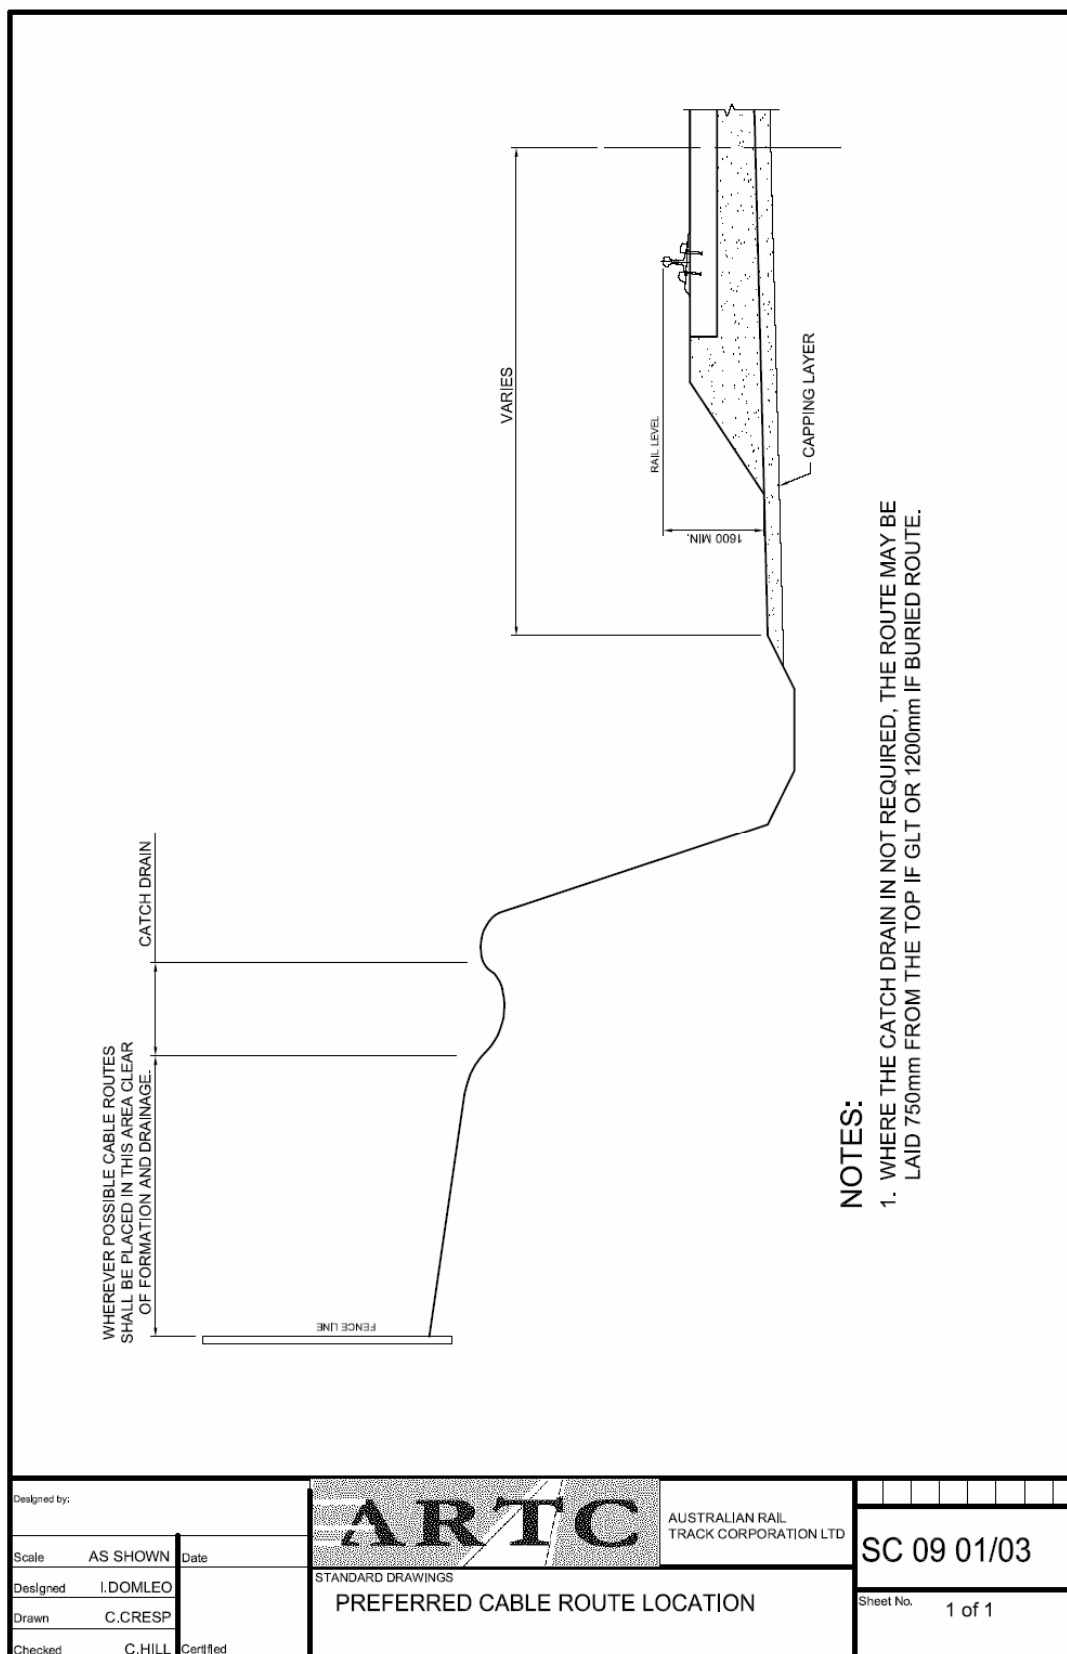 WHEREVER POSSIBLE CABLE ROUTES
SHALL BE PLACED IN THIS AREA CLEAR
OF FORMATION AND DRAINAGE.
CATCH DRAIN
FENCE LINE
VARIES
RAIL LEVEL
1600 MIN.
CAPPING LAYER
NOTES:
1. WHERE THE CATCH DRAIN IN NOT REQUIRED, THE ROUTE MAY BE
LAID 750mm FROM THE TOP IF GLT OR 1200mm IF BURIED ROUTE.
Designed by:
Scale AS SHOWN Date
Designed I.DOMLEO
Drawn C.CRESP
Checked C.HILL Certified
ARTC
AUSTRALIAN RAIL
TRACK CORPORATION LTD
STANDARD DRAWINGS
PREFERRED CABLE ROUTE LOCATION
SC 09 01/03
Sheet No. 1 of 1